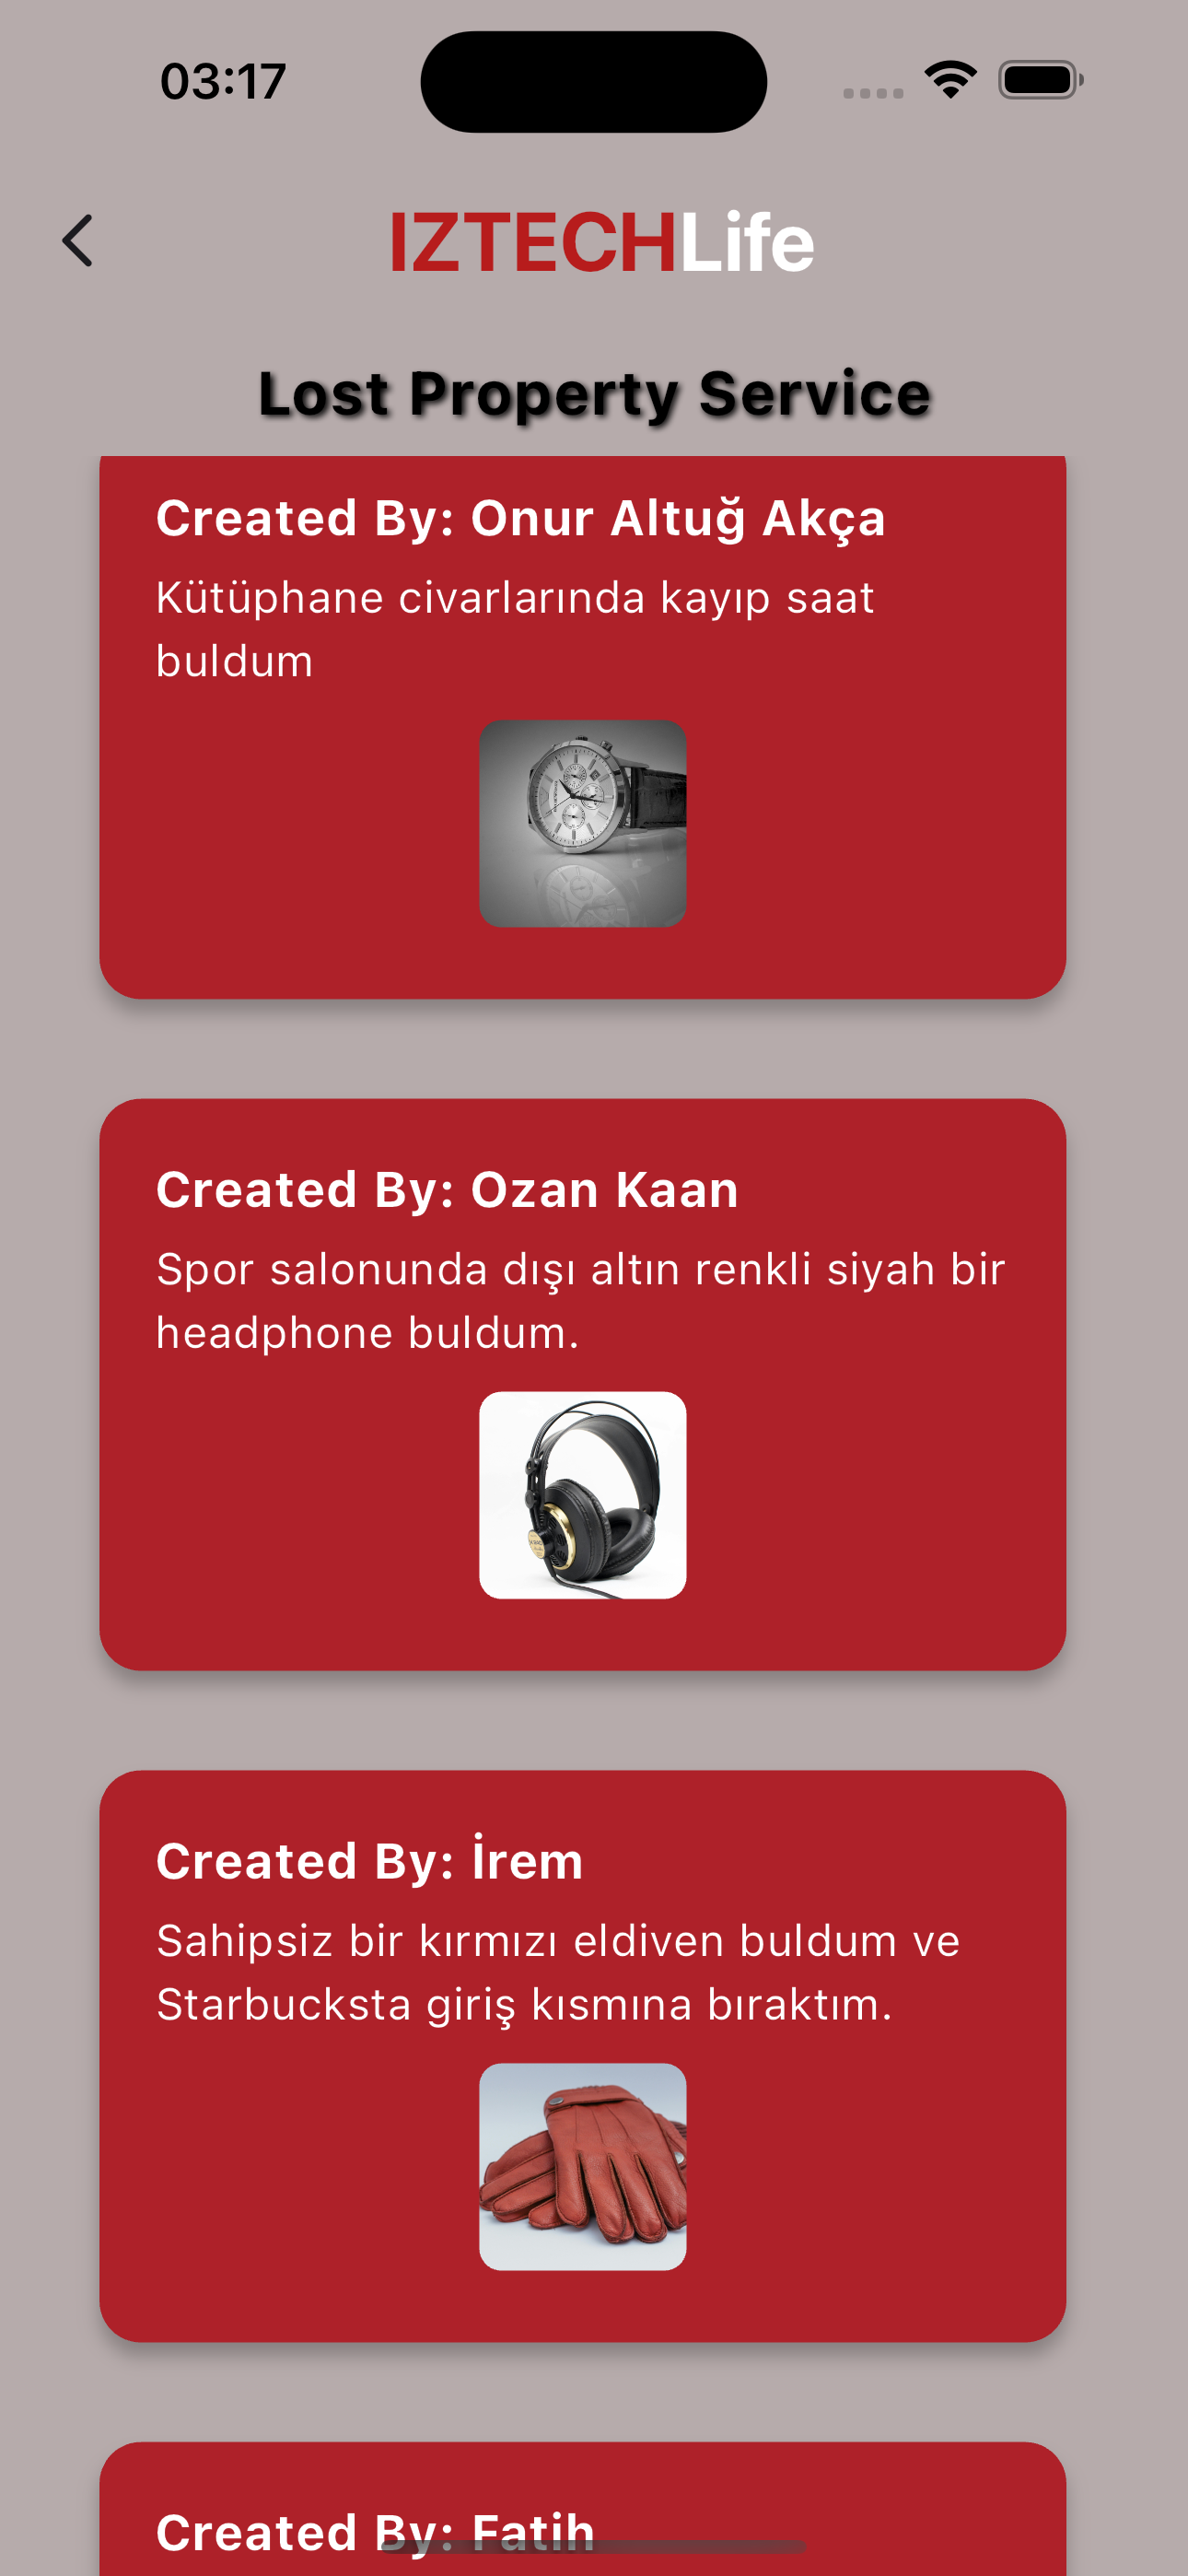 03:17
IZTECHLife
Lost Property Service
Created By: Onur Altuğ Akça
Kütüphane civarlarında kayıp saat
buldum
Created By: Ozan Kaan
Spor salonunda dışı altın renkli siyah bir
headphone buldum.
Created By: İrem
Sahipsiz bir kırmızı eldiven buldum ve
Starbucksta giriş kısmına bıraktım.
Created By: Fatih